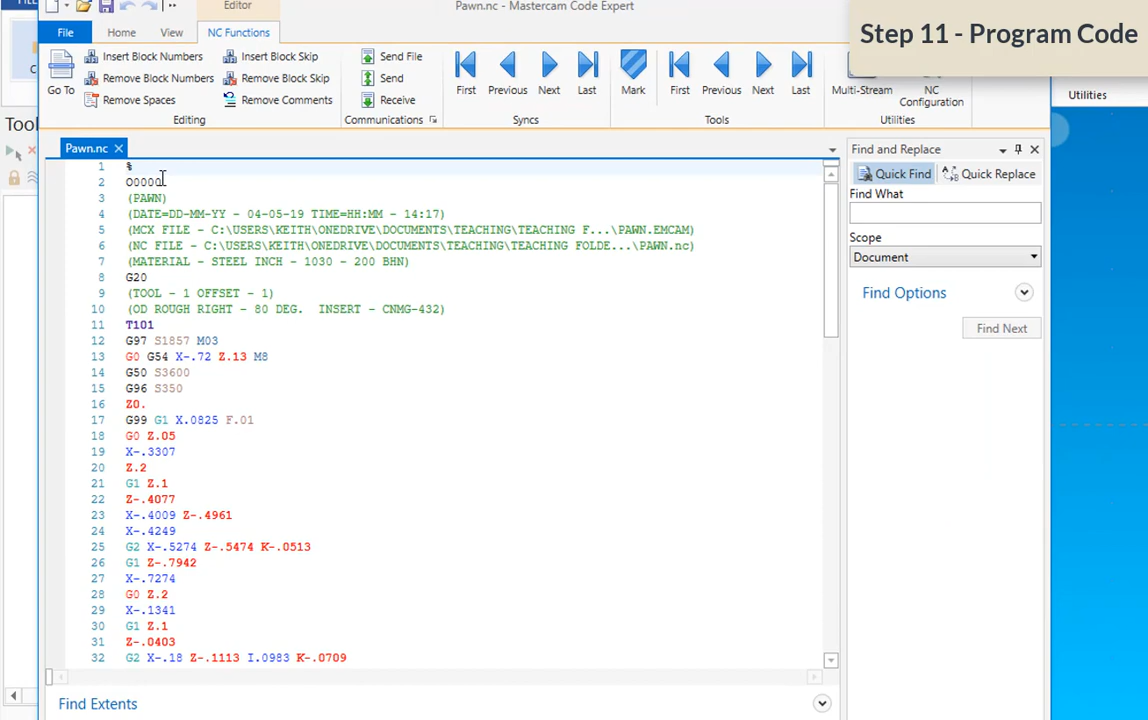 Pawn.nc - Mastercam Code Expert
Editor
Step 11 - Program Code
File
Home
View
NC Functions
Go To
Insert Block Numbers
Remove Block Numbers
Remove Spaces
Insert Block Skip
Remove Block Skip
Remove Comments
Editing
Send File
Send
Receive
Communications
First
Previous
Next
Last
Syncs
Mark
First
Previous
Next
Last
Tools
Multi-Stream
NC Configuration
Utilities
Utilities
Tool
Pawn.nc
1 %
2 O0000
3 (PAWN)
4 (DATE=DD-MM-YY - 04-05-19 TIME=HH:MM - 14:17)
5 (MCX FILE - C:\USERS\KEITH\ONEDRIVE\DOCUMENTS\TEACHING\TEACHING F...\PAWN.EMCAM)
6 (NC FILE - C:\USERS\KEITH\ONEDRIVE\DOCUMENTS\TEACHING\TEACHING FOLDE...\PAWN.nc)
7 (MATERIAL - STEEL INCH - 1030 - 200 BHN)
8 G20
9 (TOOL - 1 OFFSET - 1)
10 (OD ROUGH RIGHT - 80 DEG.  INSERT - CNMG-432)
11 T101
12 G97 S1857 M03
13 G0 G54 X-.72 Z.13 M8
14 G50 S3600
15 G96 S350
16 Z0.
17 G99 G1 X.0825 F.01
18 G0 Z.05
19 X-.3307
20 Z.2
21 G1 Z.1
22 Z-.4077
23 X-.4009 Z-.4961
24 X-.4249
25 G2 X-.5274 Z-.5474 K-.0513
26 G1 Z-.7942
27 X-.7274
28 G0 Z.2
29 X-.1341
30 G1 Z.1
31 Z-.0403
32 G2 X-.18 Z-.1113 I.0983 K-.0709
Find Extents
Find and Replace
Quick Find
Quick Replace
Find What
Scope
Document
Find Options
Find Next